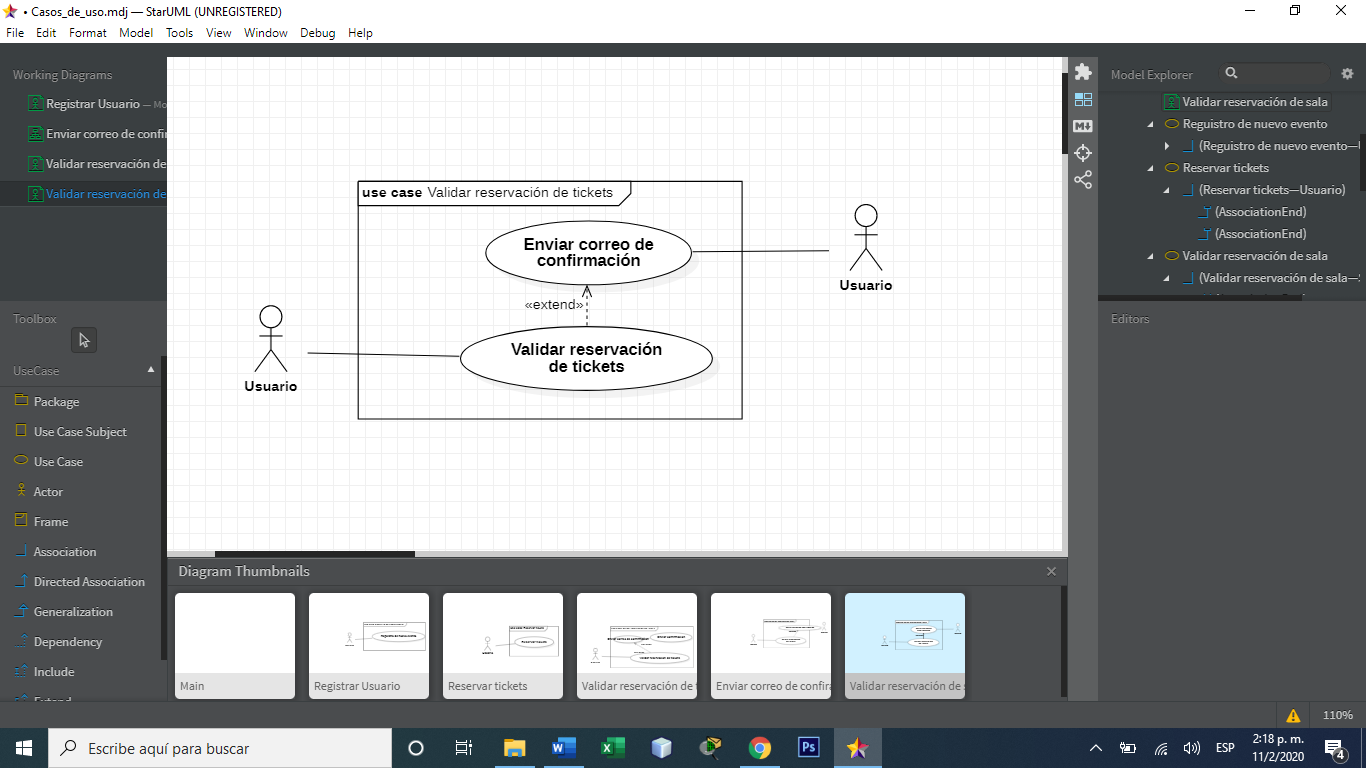 • Casos_de_uso.mdj — StarUML (UNREGISTERED)
File Edit Format Model Tools View Window Debug Help
Working Diagrams
Registrar Usuario — Mo
Enviar correo de confir
Validar reservación de
Validar reservación de
Toolbox
UseCase
Package
Use Case Subject
Use Case
Actor
Frame
Association
Directed Association
Generalization
Dependency
Include
Extend
use case Validar reservación de tickets
Enviar correo de
confirmación
«extend»
Validar reservación
de tickets
Usuario
Usuario
Diagram Thumbnails
Main
Registrar Usuario
Reservar tickets
Validar reservación de t
Enviar correo de confira
Validar reservación de s
Model Explorer
Validar reservación de sala
Reguistro de nuevo evento
(Reguistro de nuevo evento—U
Reservar tickets
(Reservar tickets—Usuario)
(AssociationEnd)
(AssociationEnd)
Validar reservación de sala
(Validar reservación de sala—S
Editors
110%
Escribe aquí para buscar
ESP
2:18 p. m.
11/2/2020
4